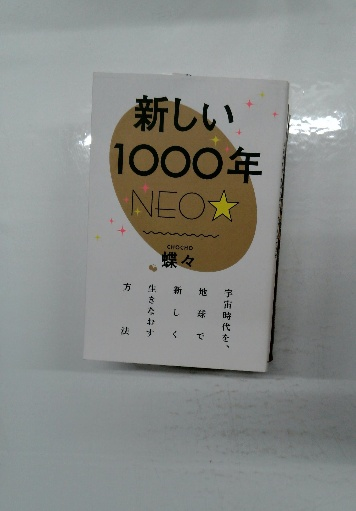 新しい
1000年
NEO☆
CHOCHO
蝶々
宇宙時代を、
地球で
新しく
生きなおす
方法